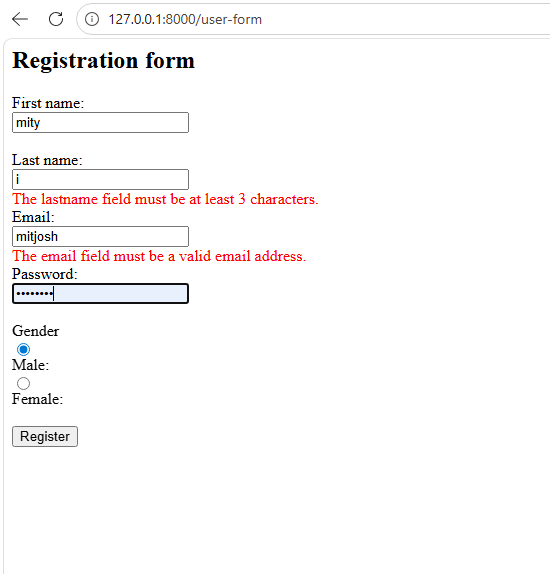 127.0.0.1:8000/user-form
Registration form
First name:
mity
Last name:
i
The lastname field must be at least 3 characters.
Email:
mitjosh
The email field must be a valid email address.
Password:
••••••••
Gender
Male:
Female:
Register